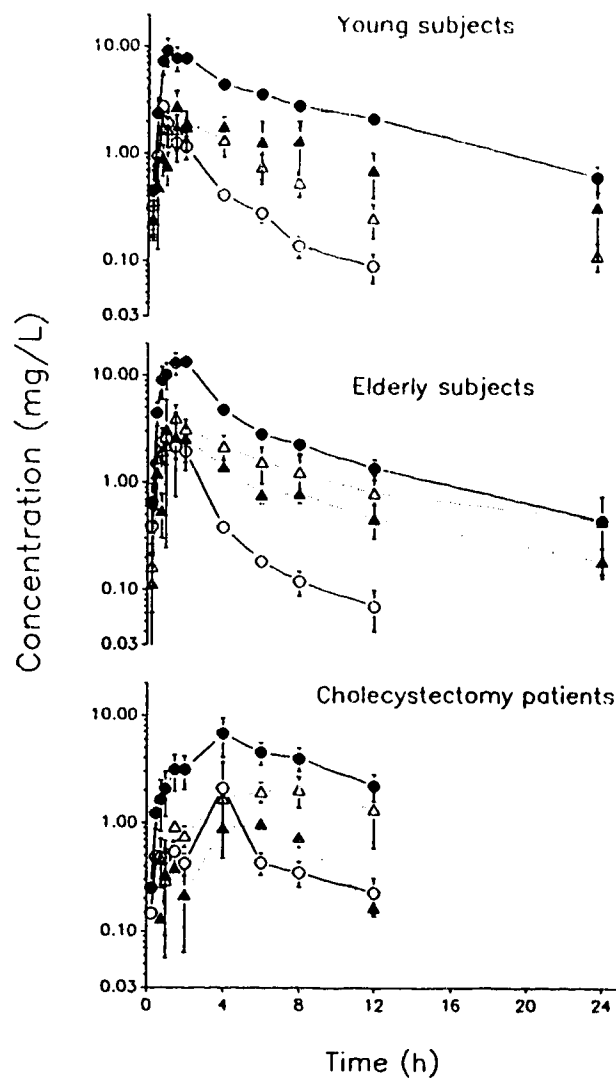 Young subjects
10.00
1.00
0.10
0.03
Elderly subjects
10.00
1.00
0.10
0.03
Cholecystectomy patients
10.00
1.00
0.10
0.03
0 4 8 12 16 20 24
Concentration (mg/L)
Time (h)